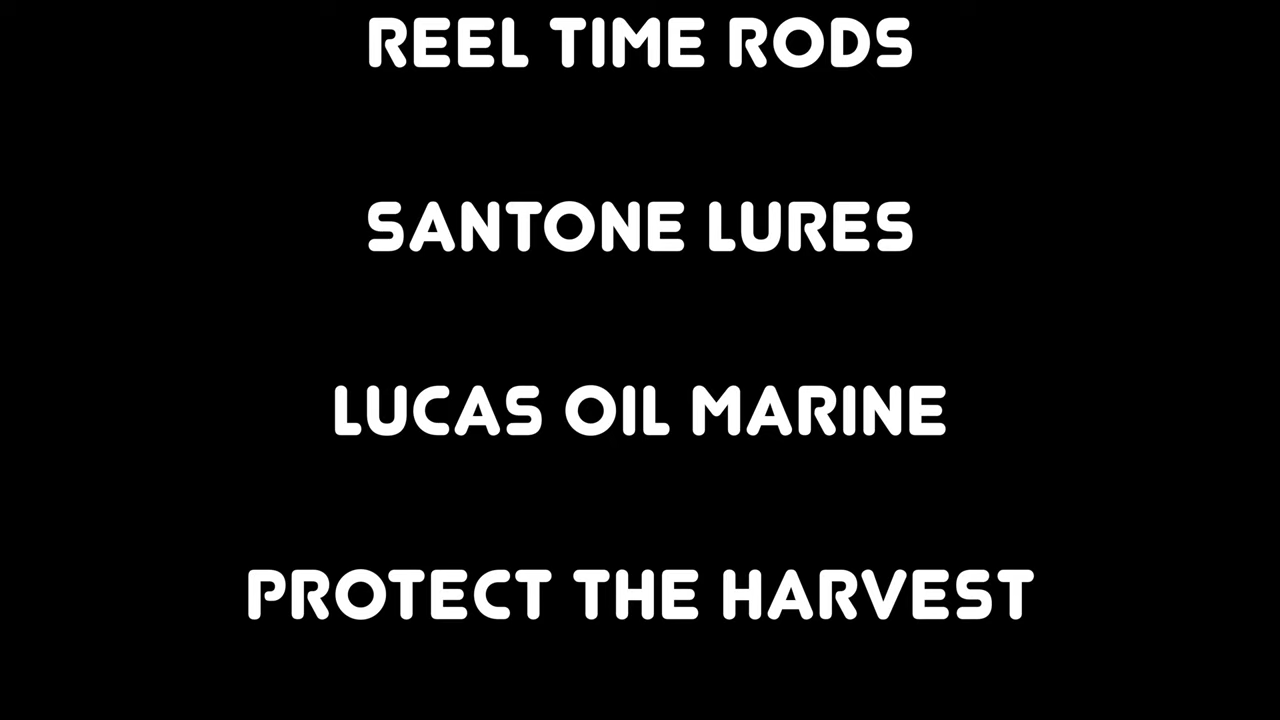 REEL TIME RODS
SANTONE LURES
LUCAS OIL MARINE
PROTECT THE HARVEST